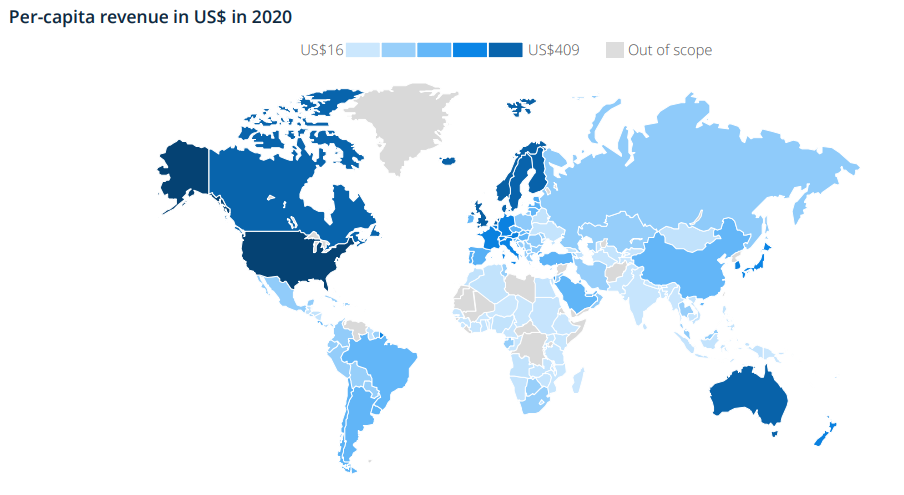 Per-capita revenue in US$ in 2020
US$16 US$409 Out of scope